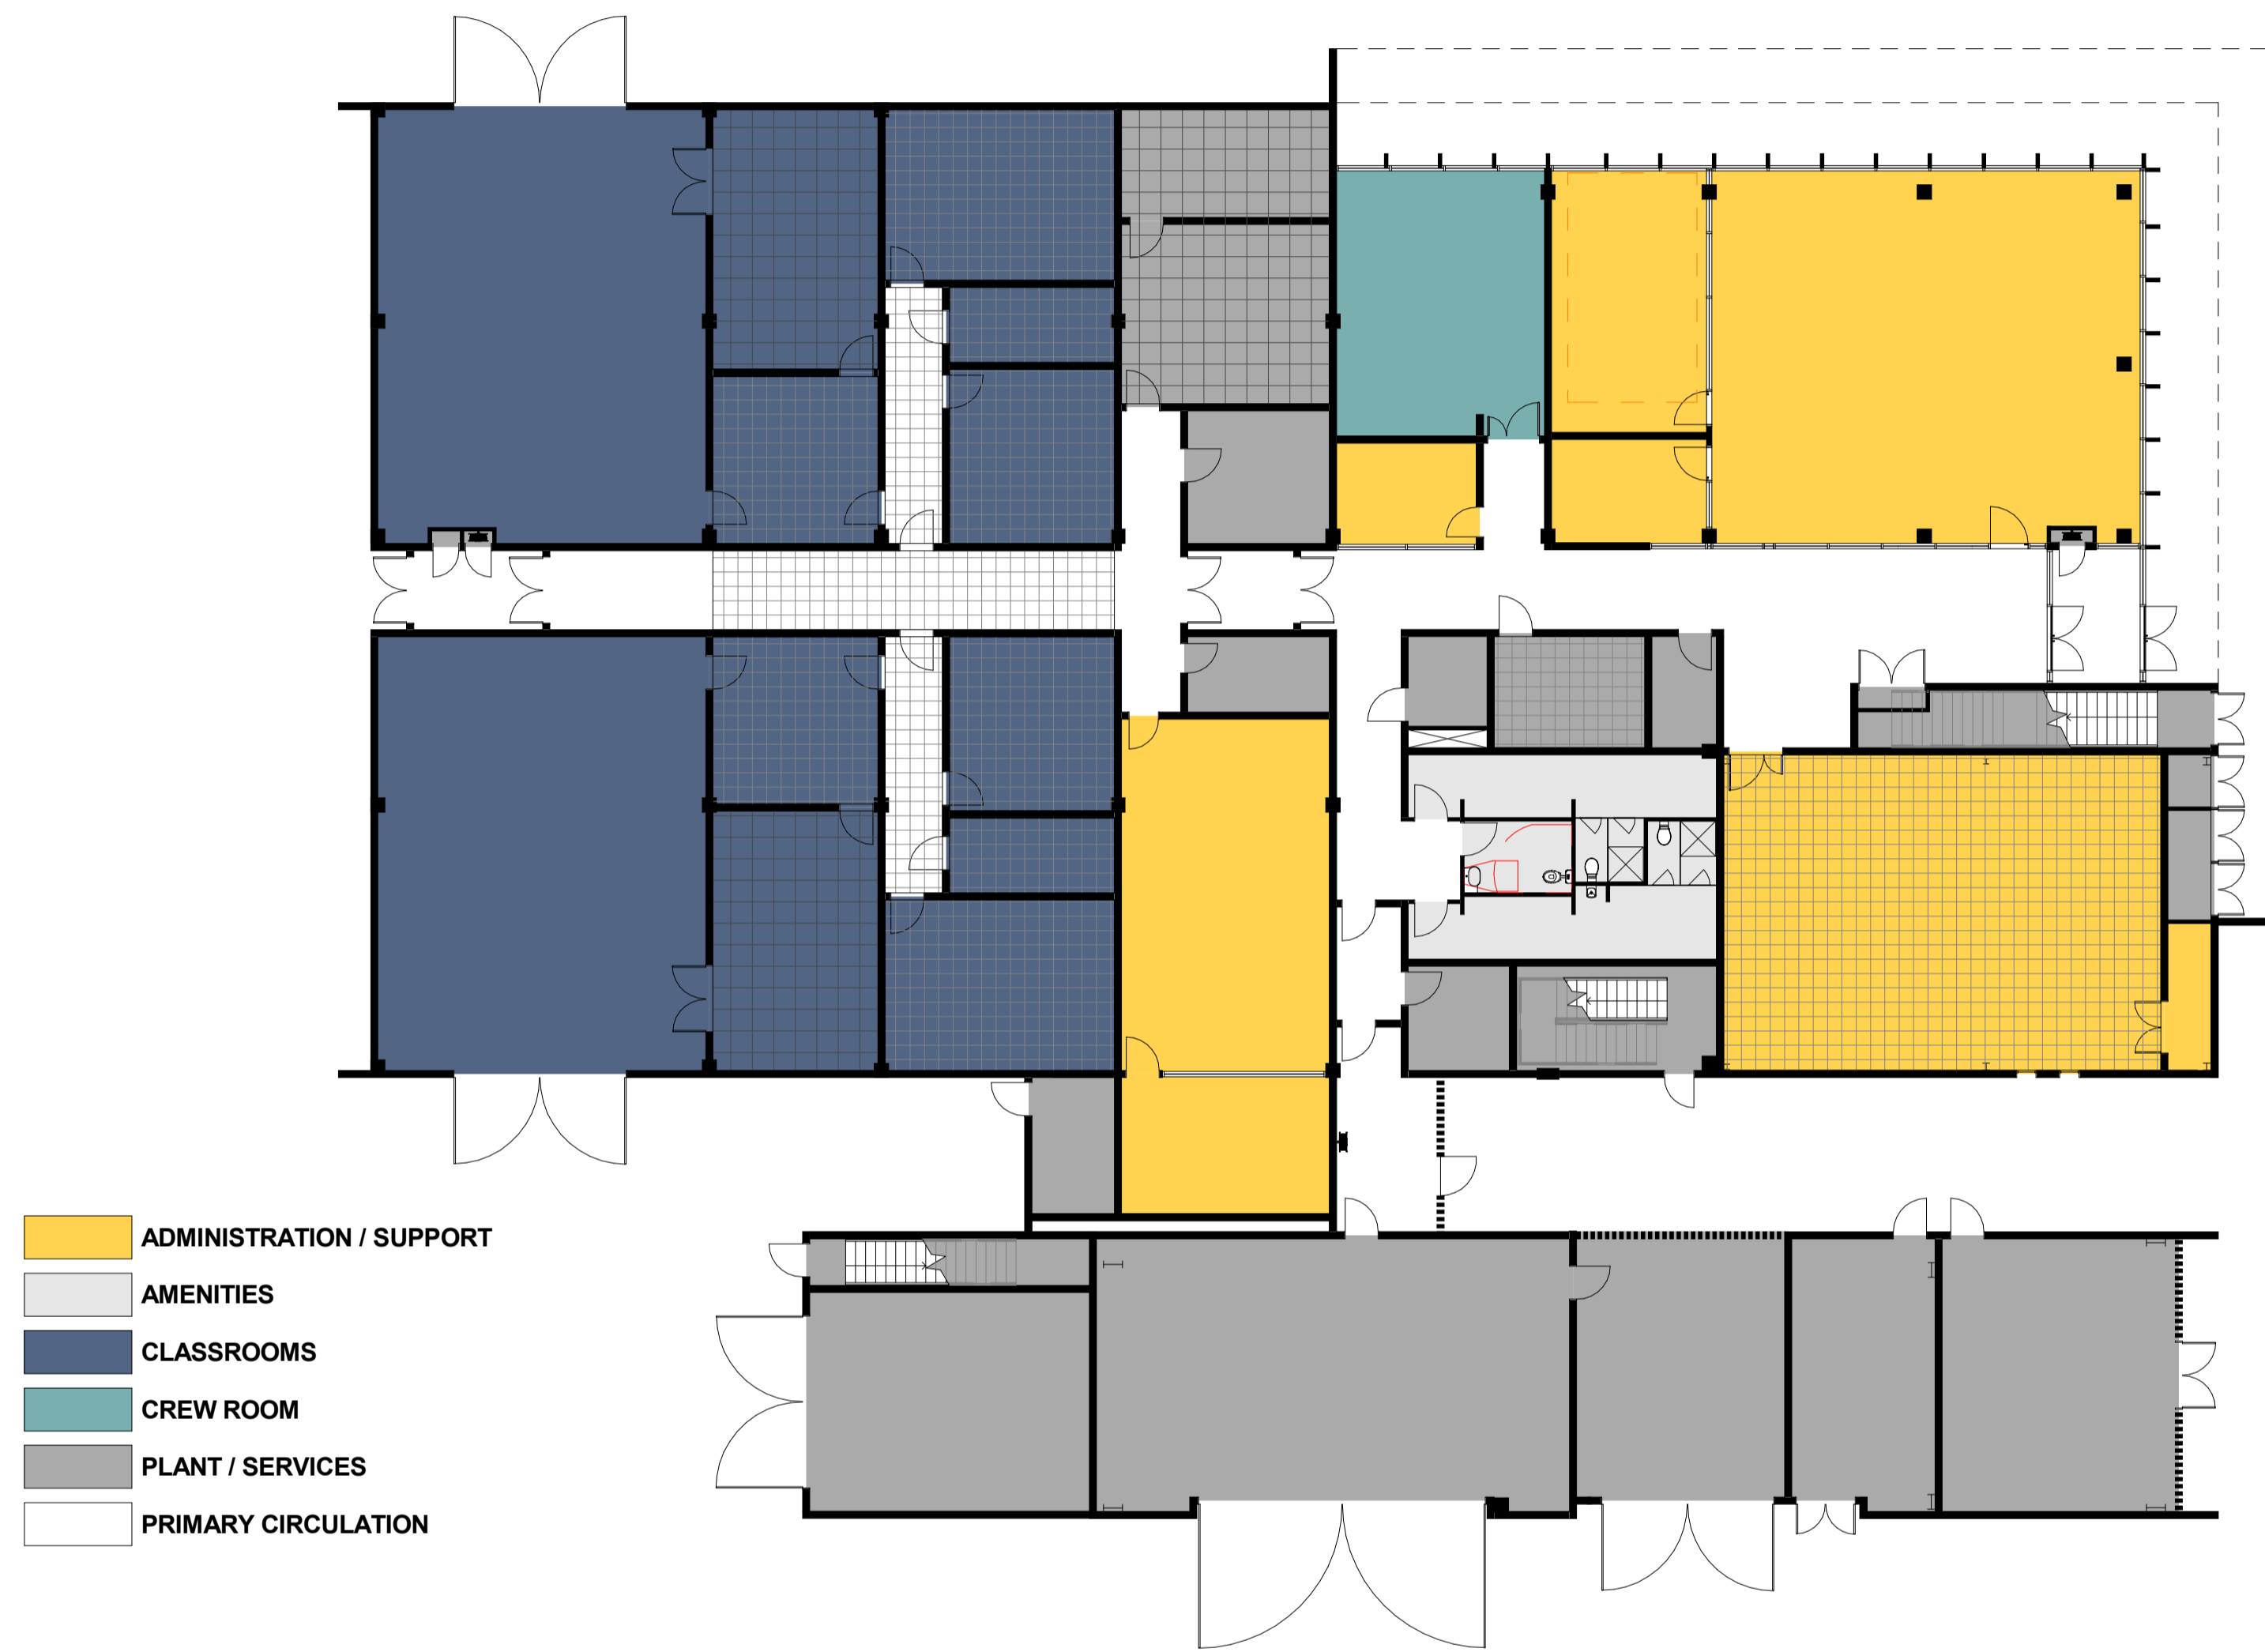 ADMINISTRATION / SUPPORT
AMENITIES
CLASSROOMS
CREW ROOM
PLANT / SERVICES
PRIMARY CIRCULATION